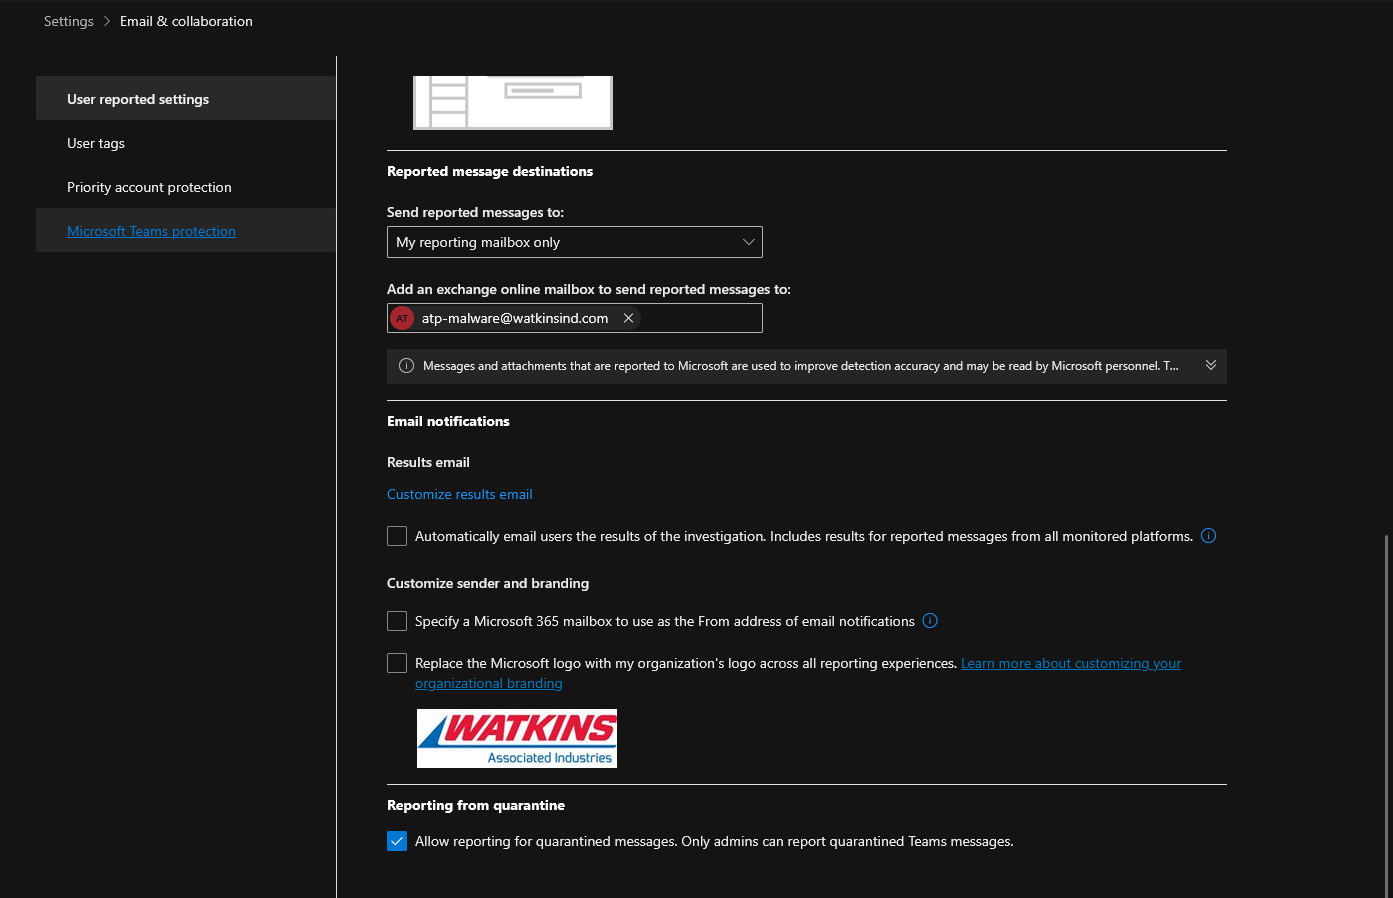 Settings > Email & collaboration
User reported settings
User tags
Priority account protection
Microsoft Teams protection
Reported message destinations
Send reported messages to:
My reporting mailbox only
Add an exchange online mailbox to send reported messages to:
AT atp-malware@watkinsind.com
Messages and attachments that are reported to Microsoft are used to improve detection accuracy and may be read by Microsoft personnel. T...
Email notifications
Results email
Customize results email
Automatically email users the results of the investigation. Includes results for reported messages from all monitored platforms.
Customize sender and branding
Specify a Microsoft 365 mailbox to use as the From address of email notifications
Replace the Microsoft logo with my organization's logo across all reporting experiences. Learn more about customizing your
organizational branding
WATKINS
Associated Industries
Reporting from quarantine
Allow reporting for quarantined messages. Only admins can report quarantined Teams messages.